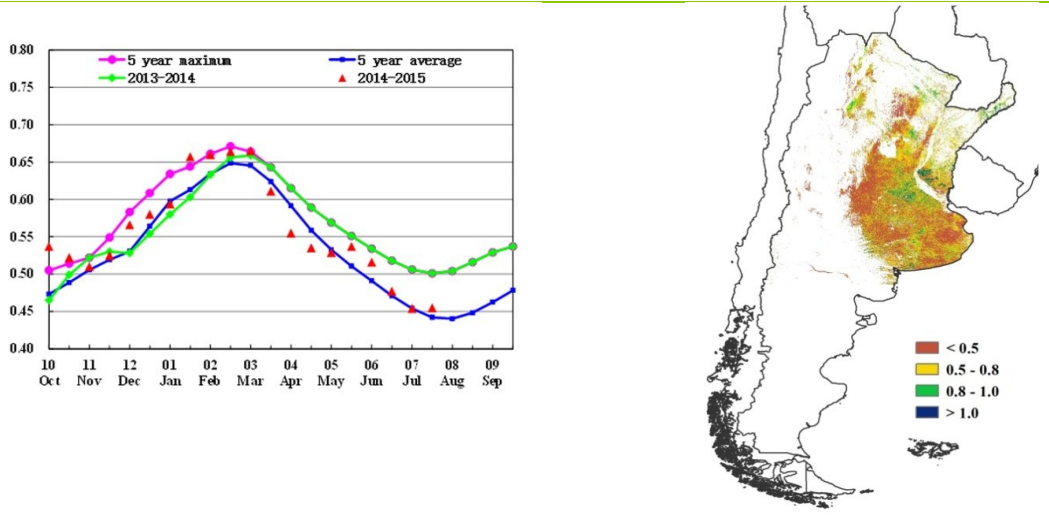 5 year maximum
5 year average
2013-2014
2014-2015
0.80
0.75
0.70
0.65
0.60
0.55
0.50
0.45
0.40
10 11 12 01 02 03 04 05 06 07 08 09
Oct Nov Dec Jan Feb Mar Apr May Jun Jul Aug Sep
< 0.5
0.5 - 0.8
0.8 - 1.0
> 1.0